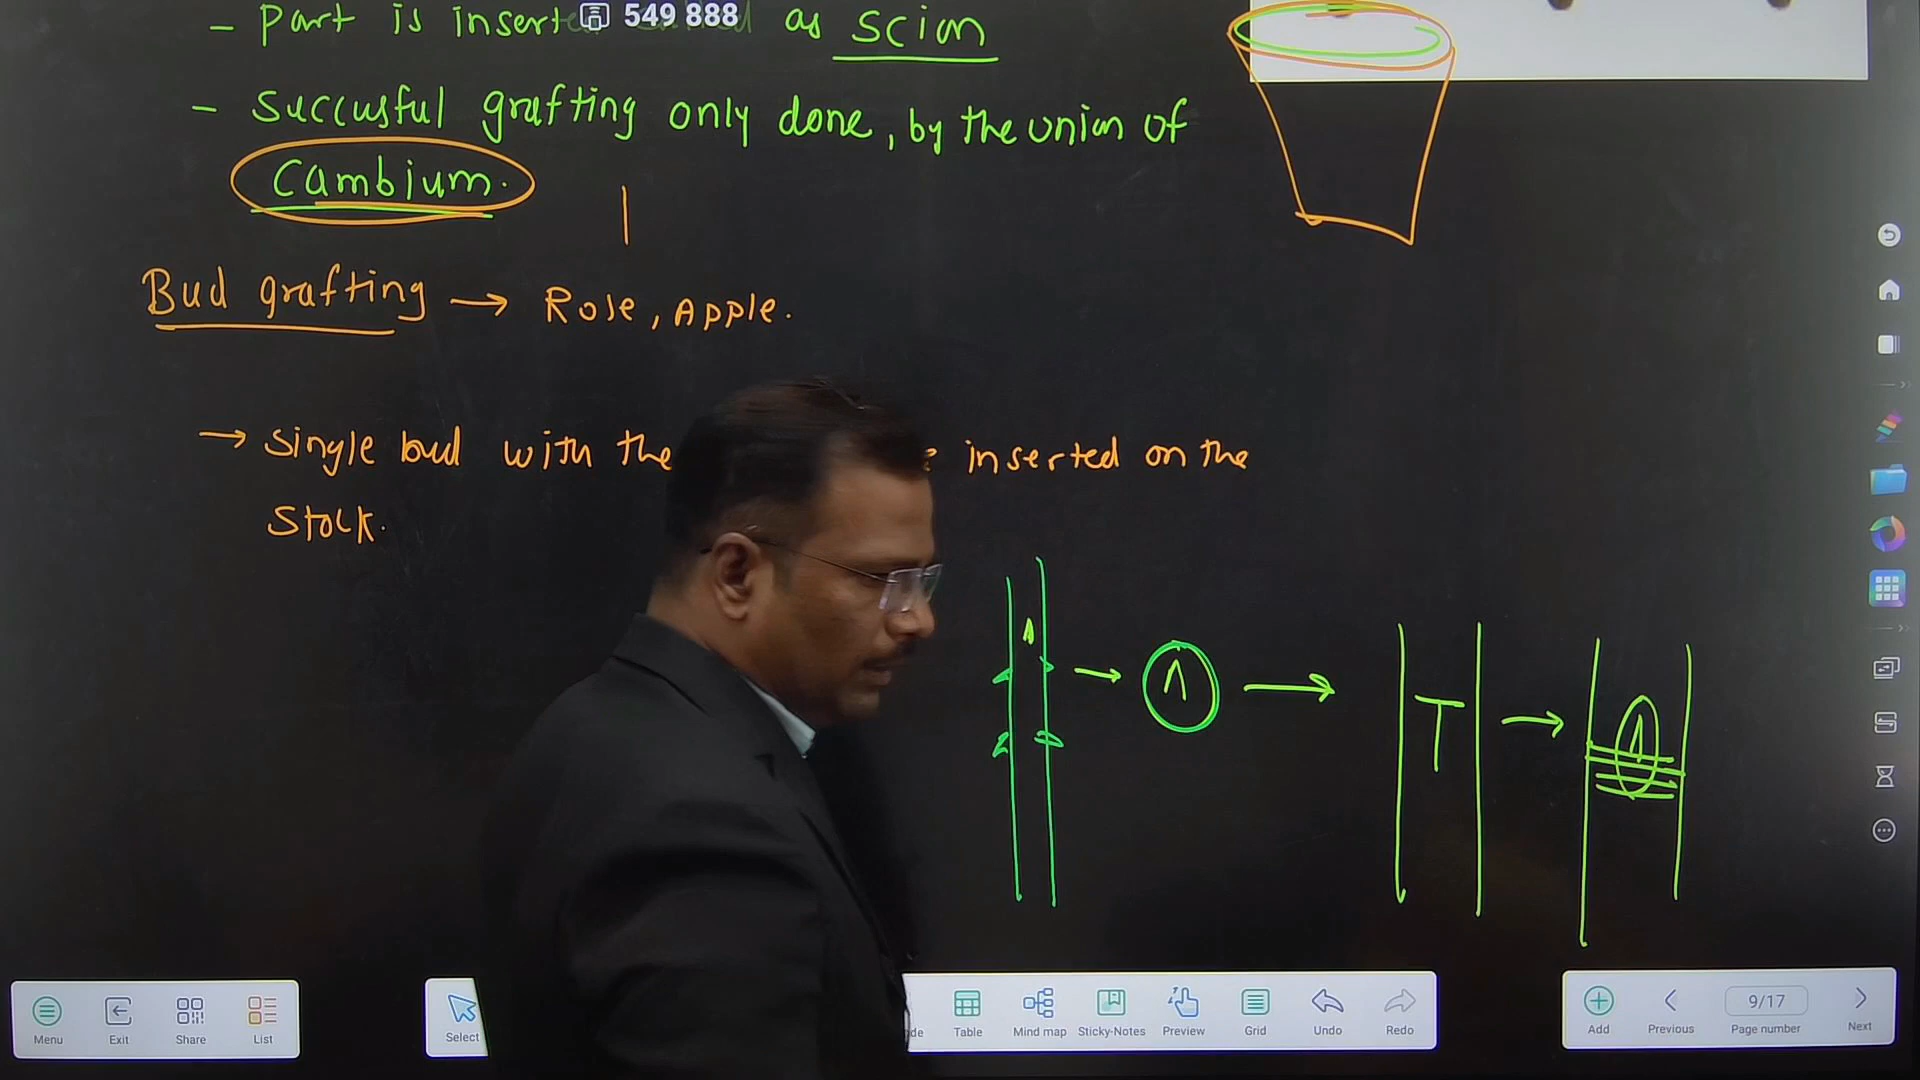 - Part is inserte as Scion
549 888
- Succusful grafting only done, by the union of
Cambium.
Bud grafting → Rose, Apple.
→ Single bud with the inserted on the
Stock.
T
Menu Exit Share List
Select Table Mind map Sticky-Notes Preview Grid Undo Redo
Add Previous 9/17 Page number Next